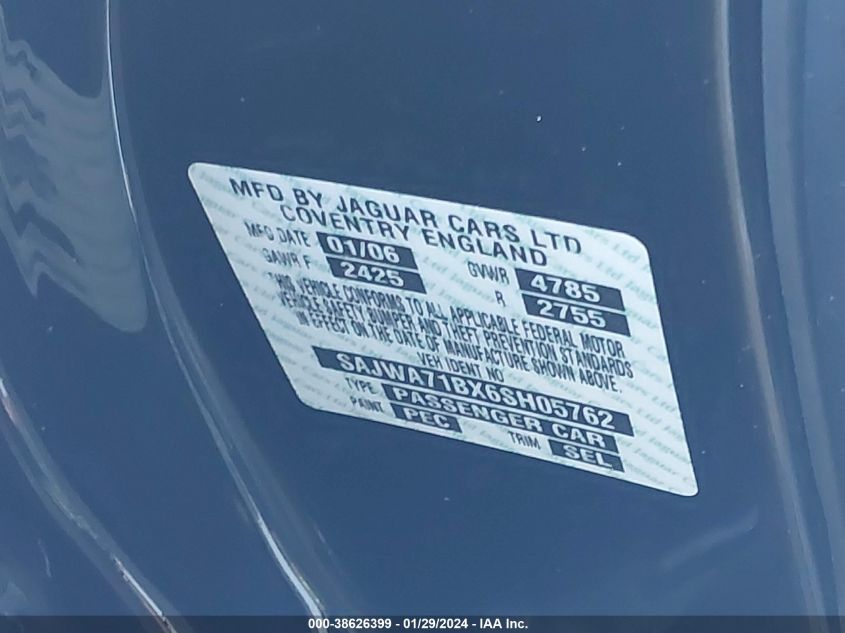 MFD BY JAGUAR CARS LTD
COVENTRY ENGLAND
MFG DATE 01/06 GVWR 4785
GAWR F 2425 R 2755
THIS VEHICLE CONFORMS TO ALL APPLICABLE FEDERAL MOTOR
VEHICLE SAFETY BUMPER AND THEFT PREVENTION STANDARDS
IN EFFECT ON THE DATE OF MANUFACTURE SHOWN ABOVE.
VEH IDENT NO
SAJWA71BX6SH05762
TYPE PASSENGER CAR
PAINT PEC TRIM SEL
000-38626399 - 01/29/2024 - IAA Inc.